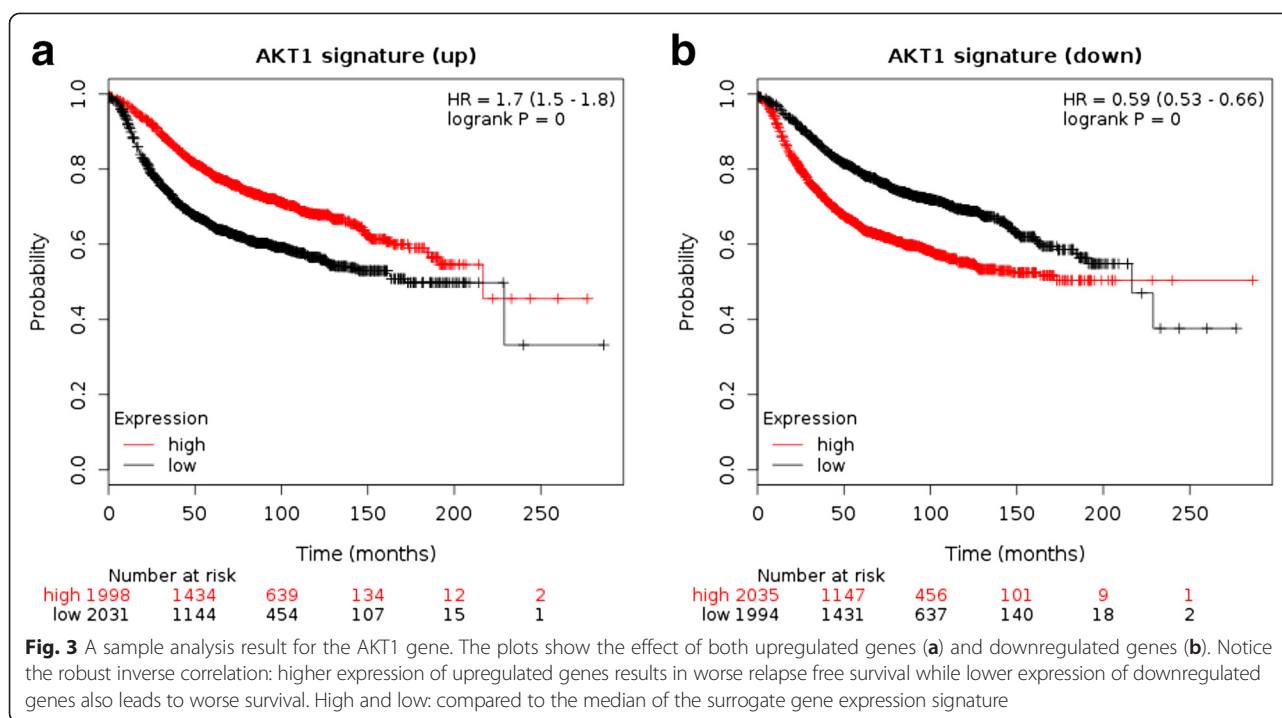 a
AKT1 signature (up)
HR = 1.7 (1.5 - 1.8)
logrank P = 0
Probability
1.0
0.8
0.6
0.4
0.2
0.0
Expression
high
low
0 50 100 150 200 250
Time (months)
Number at risk
high 1998 1434 639 134 12 2
low 2031 1144 454 107 15 1
b
AKT1 signature (down)
HR = 0.59 (0.53 - 0.66)
logrank P = 0
Probability
1.0
0.8
0.6
0.4
0.2
0.0
Expression
high
low
0 50 100 150 200 250
Time (months)
Number at risk
high 2035 1147 456 101 9 1
low 1994 1431 637 140 18 2
Fig. 3 A sample analysis result for the AKT1 gene. The plots show the effect of both upregulated genes (a) and downregulated genes (b). Notice
the robust inverse correlation: higher expression of upregulated genes results in worse relapse free survival while lower expression of downregulated
genes also leads to worse survival. High and low: compared to the median of the surrogate gene expression signature